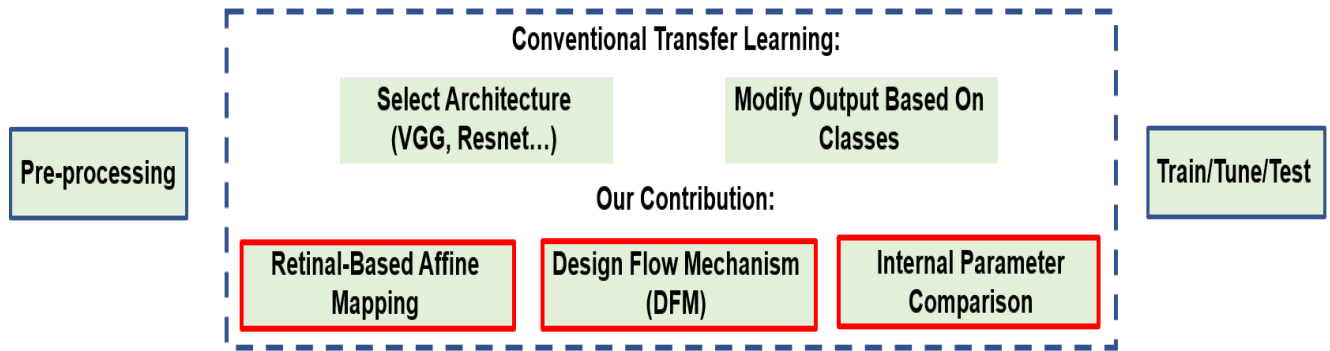 Conventional Transfer Learning:
Select Architecture
(VGG, Resnet...)
Modify Output Based On
Classes
Pre-processing
Train/Tune/Test
Our Contribution:
Retinal-Based Affine
Mapping
Design Flow Mechanism
(DFM)
Internal Parameter
Comparison